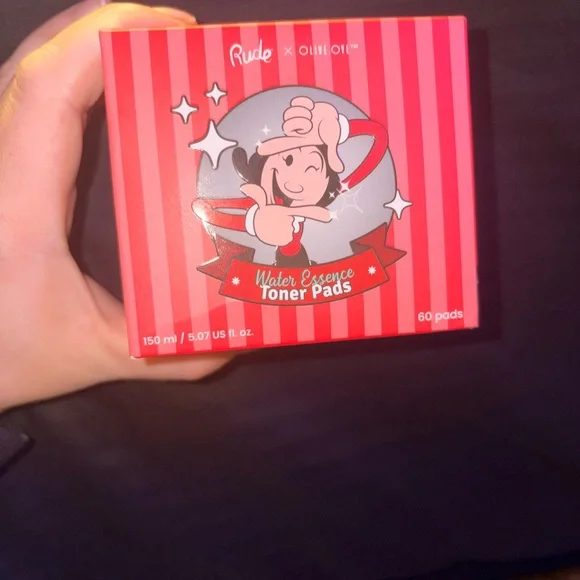 Rude × OLIVE OYL™
Water Essence
Toner Pads
150 ml / 5.07 US fl. oz.
60 pads